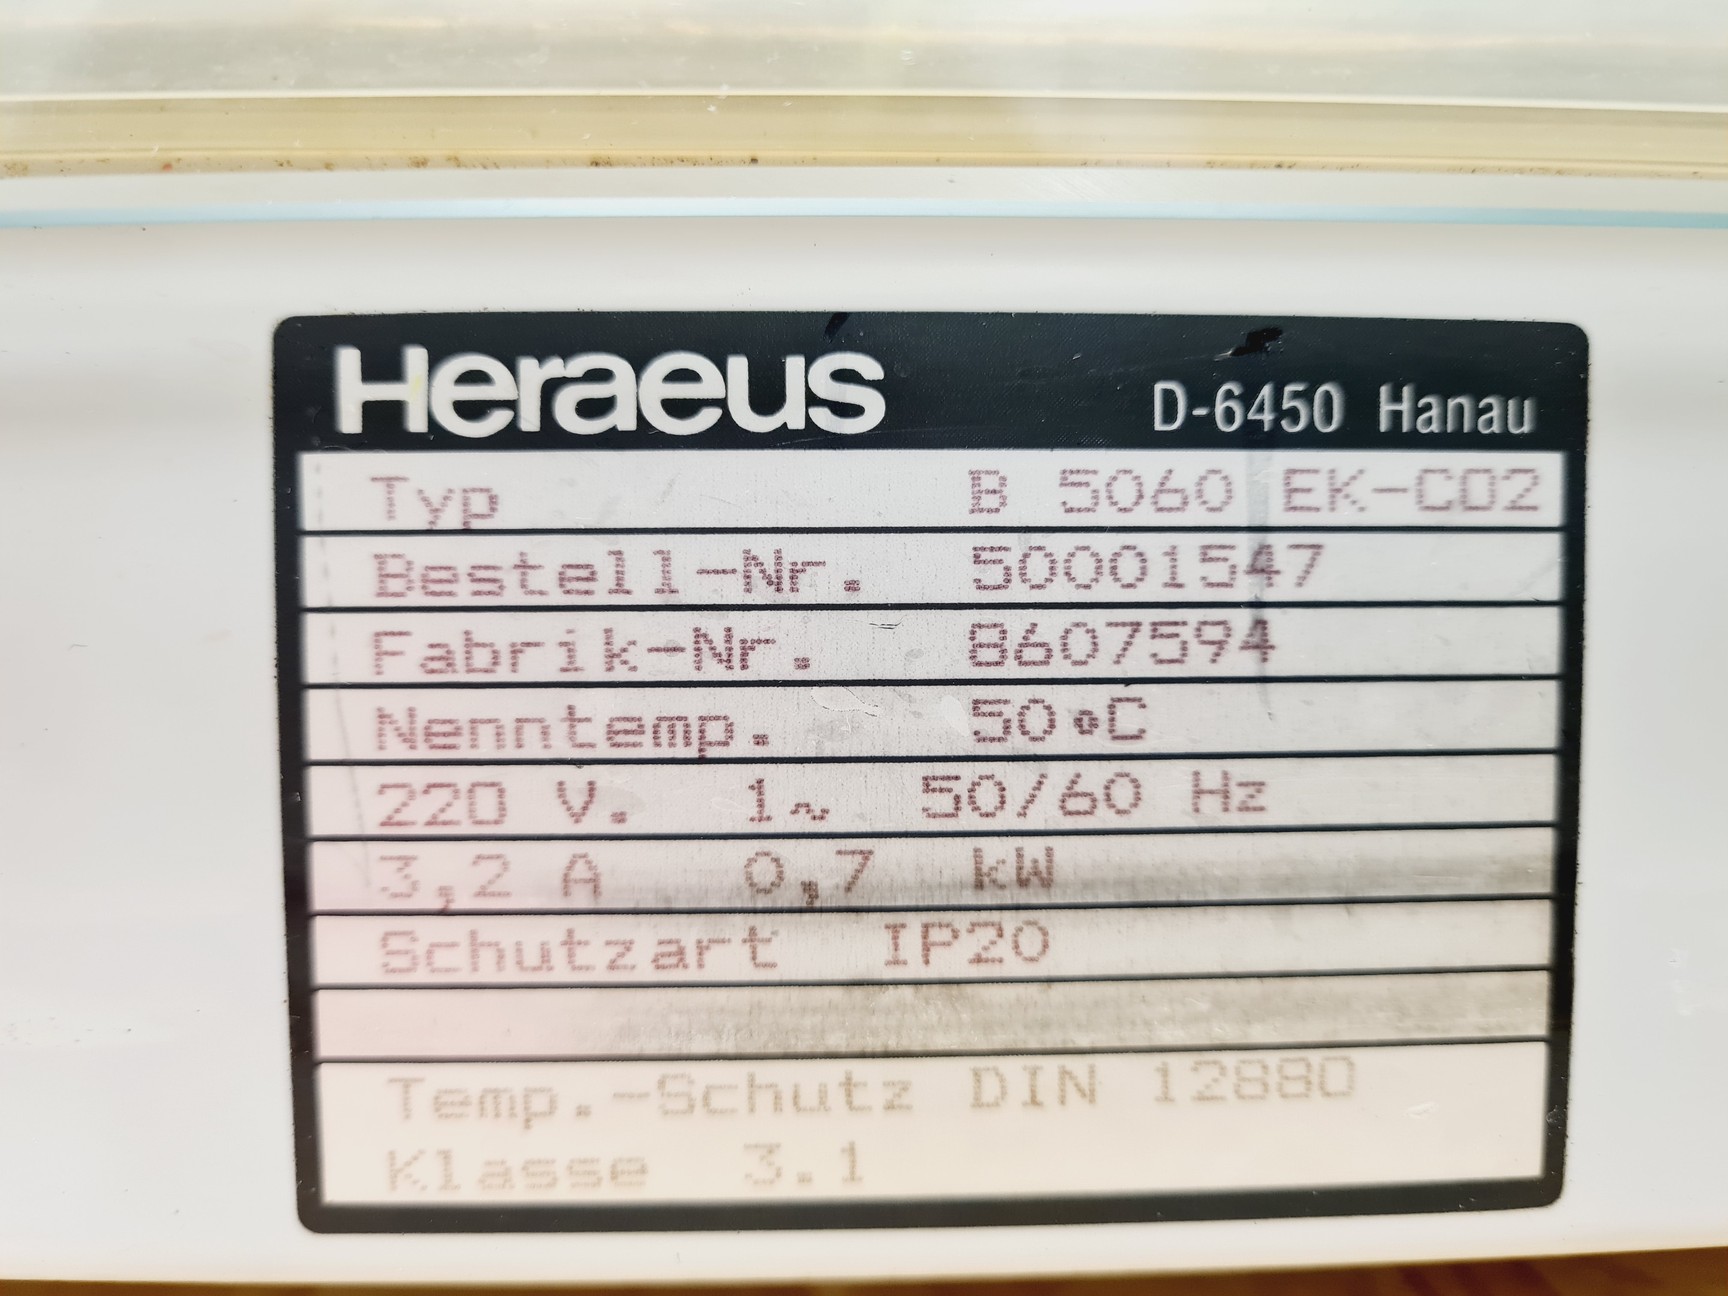 Heraeus D-6450 Hanau
Typ B 5060 EK-CO2
Bestell-Nr. 50001547
Fabrik-Nr. 8607594
Nenntemp. 50°C
220 V. 1~ 50/60 Hz
3,2 A 0,7 kW
Schutzart IP20
Temp.-Schutz DIN 12880
Klasse 3.1